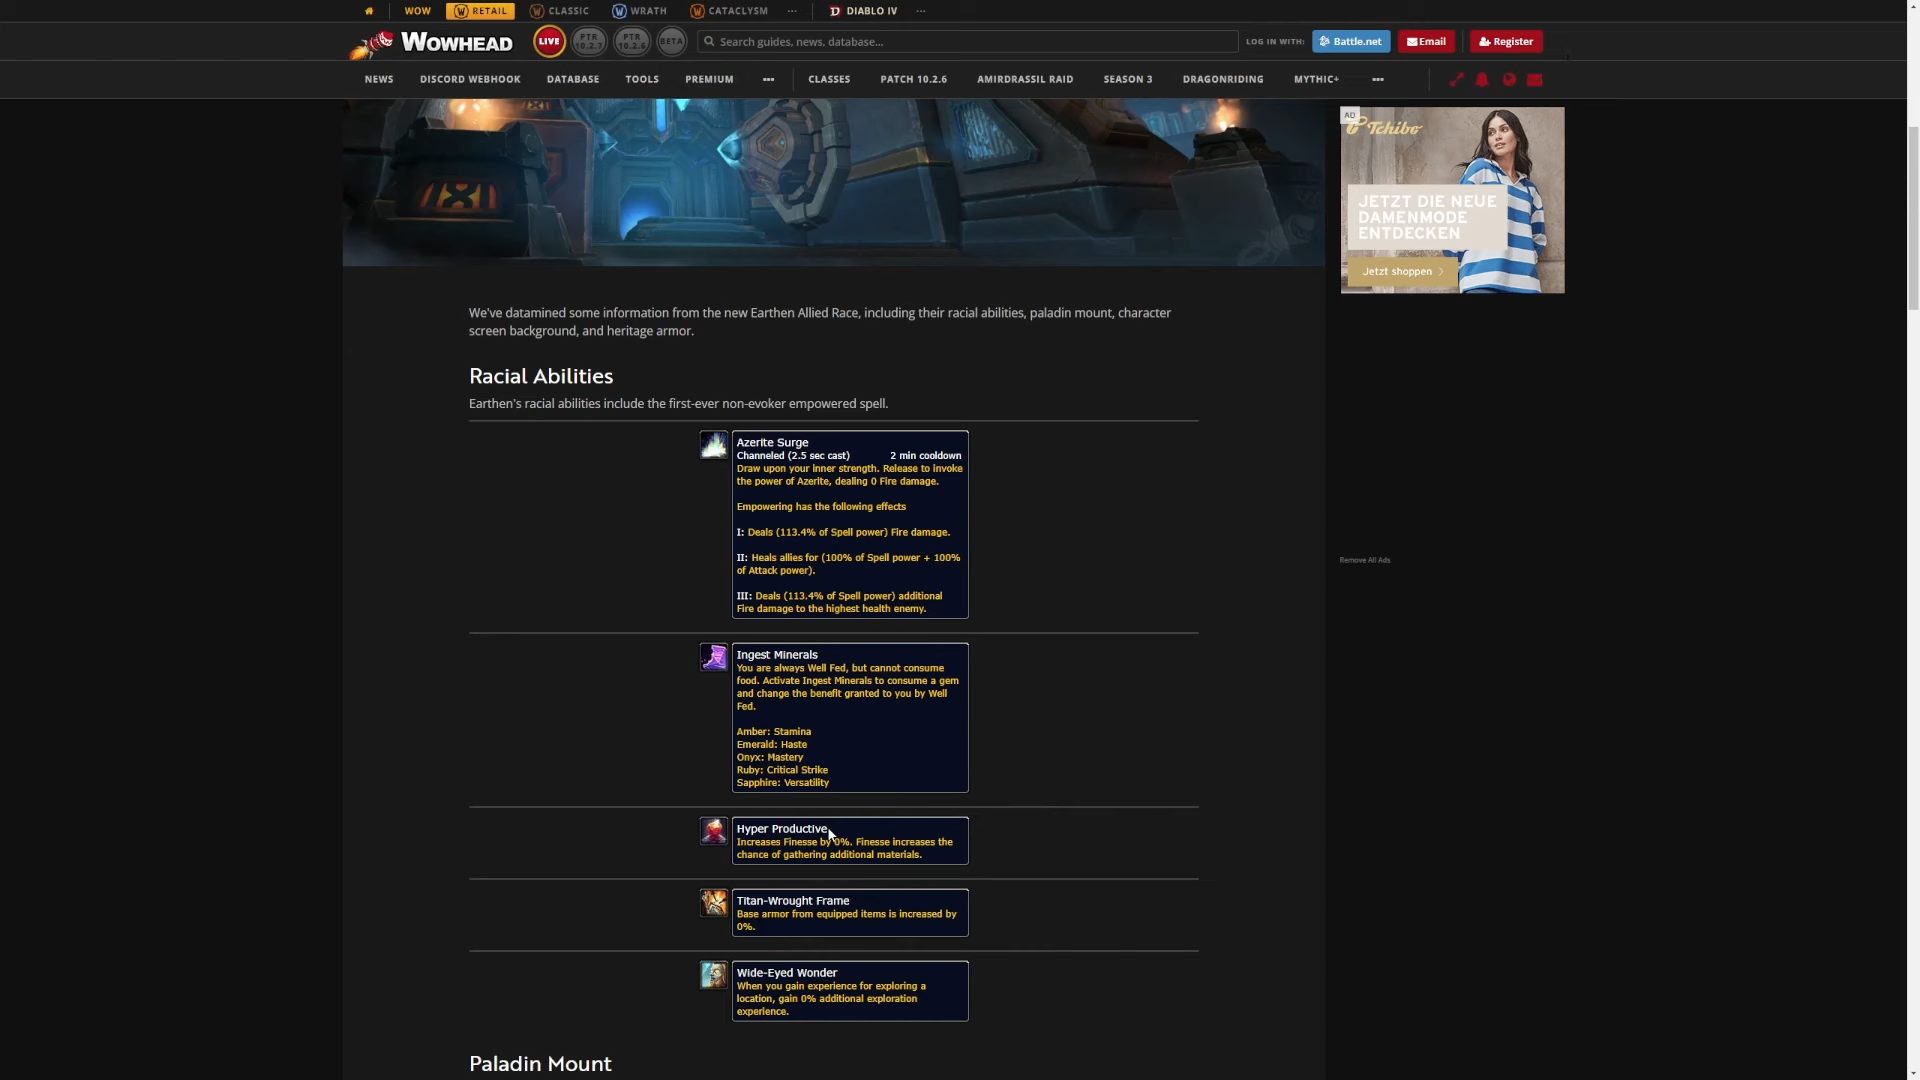 WOW
RETAIL
CLASSIC
WRATH
CATACLYSM
...
DIABLO IV
...
WOWHEAD
LIVE
PTR
10.2.7
PTR
10.2.6
BETA
Search guides, news, database...
LOG IN WITH:
Battle.net
Email
Register
NEWS
DISCORD WEBHOOK
DATABASE
TOOLS
PREMIUM
CLASSES
PATCH 10.2.6
AMIRDRASSIL RAID
SEASON 3
DRAGONRIDING
MYTHIC+
AD
Tchibo
JETZT DIE NEUE
DAMENMODE
ENTDECKEN
Jetzt shoppen
We've datamined some information from the new Earthen Allied Race, including their racial abilities, paladin mount, character
screen background, and heritage armor.
Racial Abilities
Earthen's racial abilities include the first-ever non-evoker empowered spell.
Azerite Surge
Channeled (2.5 sec cast) 2 min cooldown
Draw upon your inner strength. Release to invoke
the power of Azerite, dealing 0 Fire damage.
Empowering has the following effects
I: Deals (113.4% of Spell power) Fire damage.
II: Heals allies for (100% of Spell power + 100%
of Attack power).
III: Deals (113.4% of Spell power) additional
Fire damage to the highest health enemy.
Remove All Ads
Ingest Minerals
You are always Well Fed, but cannot consume
food. Activate Ingest Minerals to consume a gem
and change the benefit granted to you by Well
Fed.
Amber: Stamina
Emerald: Haste
Onyx: Mastery
Ruby: Critical Strike
Sapphire: Versatility
Hyper Productive
Increases Finesse by 0%. Finesse increases the
chance of gathering additional materials.
Titan-Wrought Frame
Base armor from equipped items is increased by
0%.
Wide-Eyed Wonder
When you gain experience for exploring a
location, gain 0% additional exploration
experience.
Paladin Mount